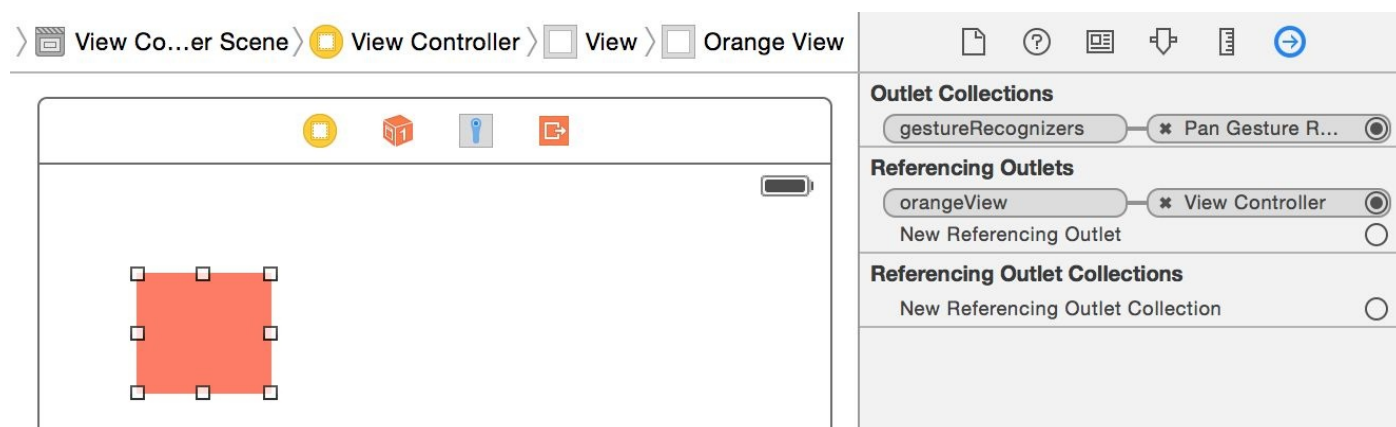 View Co...er Scene View Controller View Orange View
Outlet Collections
gestureRecognizers Pan Gesture R...
Referencing Outlets
orangeView View Controller
New Referencing Outlet
Referencing Outlet Collections
New Referencing Outlet Collection